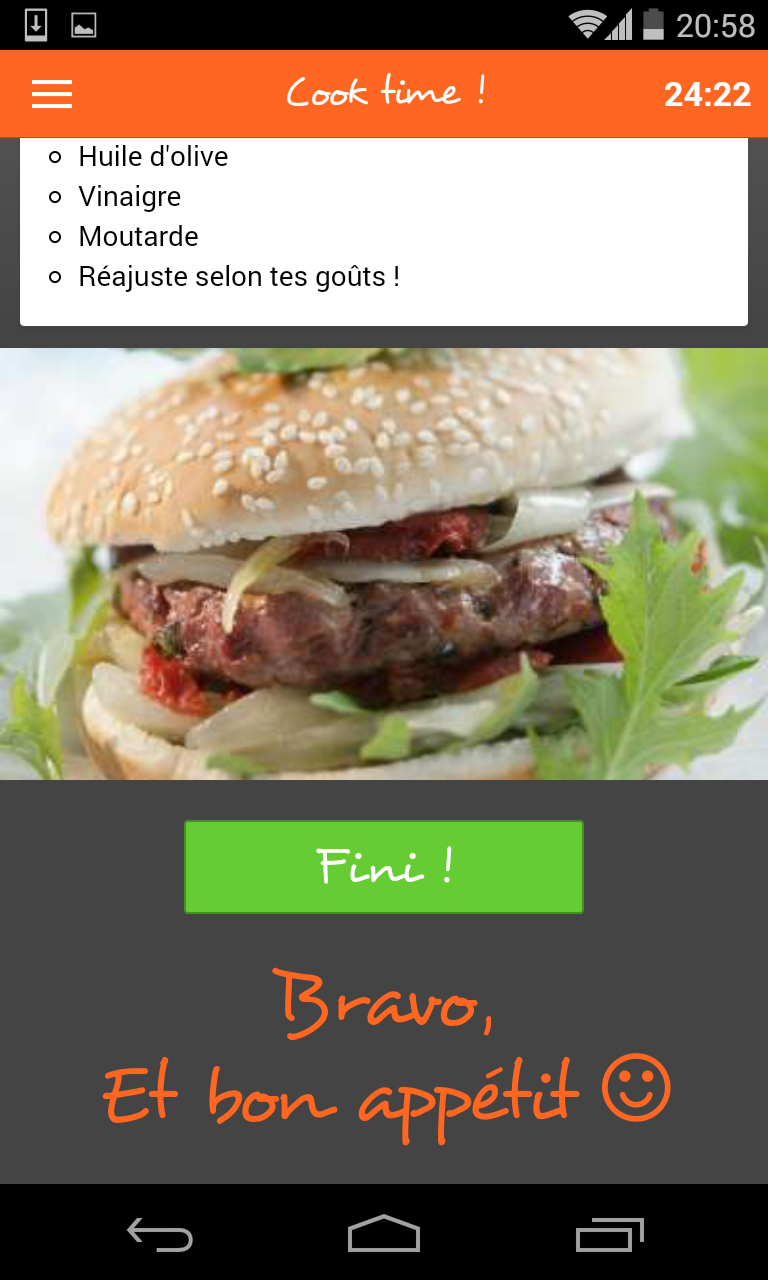 20:58
Cook time !
24:22
Huile d'olive
Vinaigre
Moutarde
Réajuste selon tes goûts !
Fini !
Bravo,
Et bon appétit